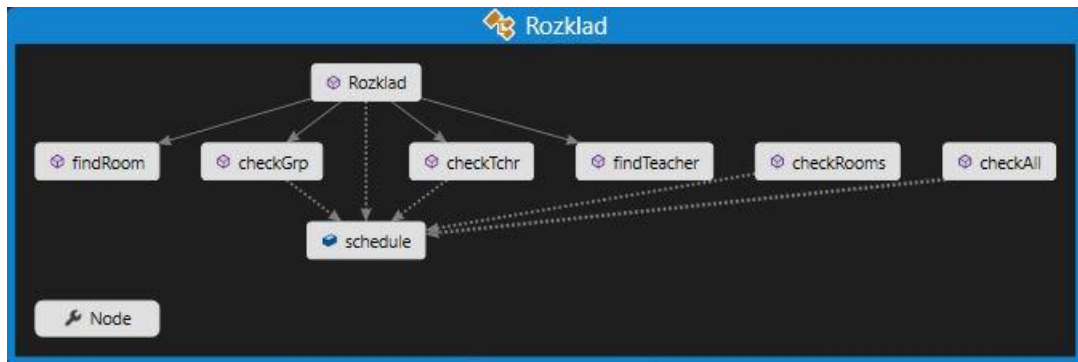 Rozklad
Rozklad
findRoom
checkGrp
checkTchr
findTeacher
checkRooms
checkAll
schedule
Node